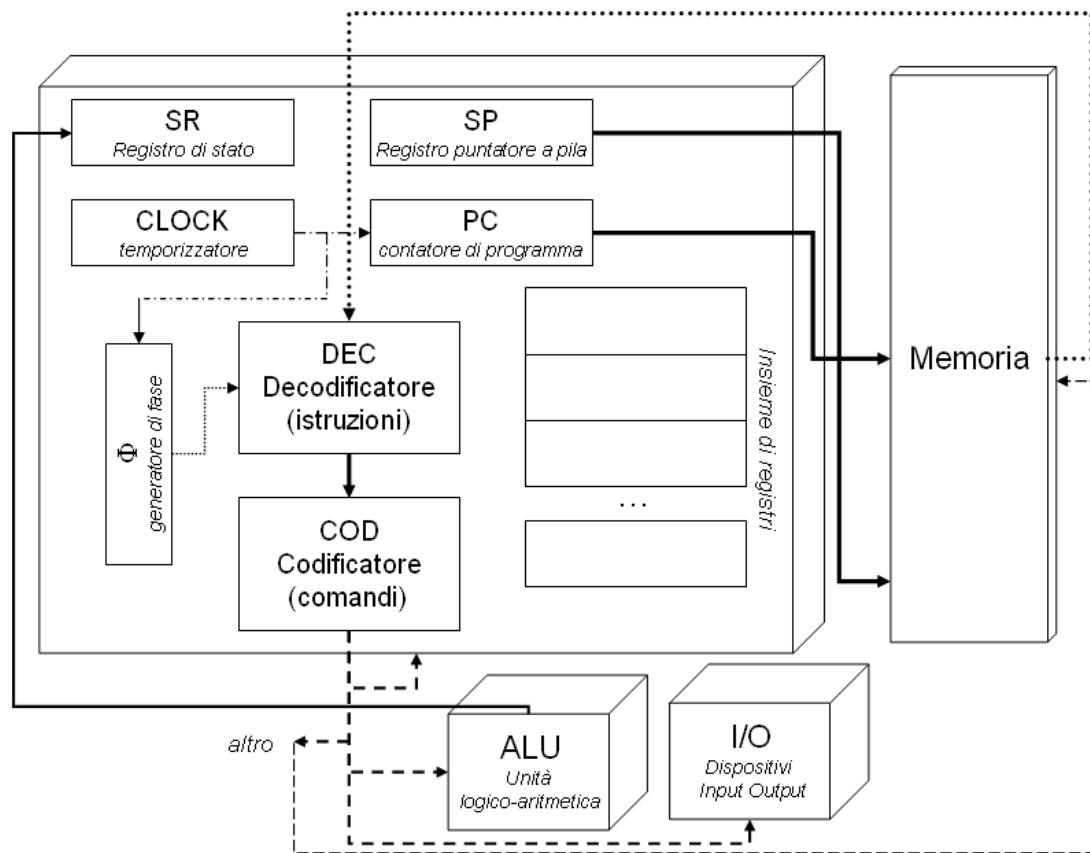 SR
Registro di stato
SP
Registro puntatore a pila
CLOCK
temporizzatore
PC
contatore di programma
Φ
generatore di fase
DEC
Decodificatore
(istruzioni)
COD
Codificatore
(comandi)
...
Insieme di registri
Memoria
altro
ALU
Unità
logico-aritmetica
I/O
Dispositivi
Input Output